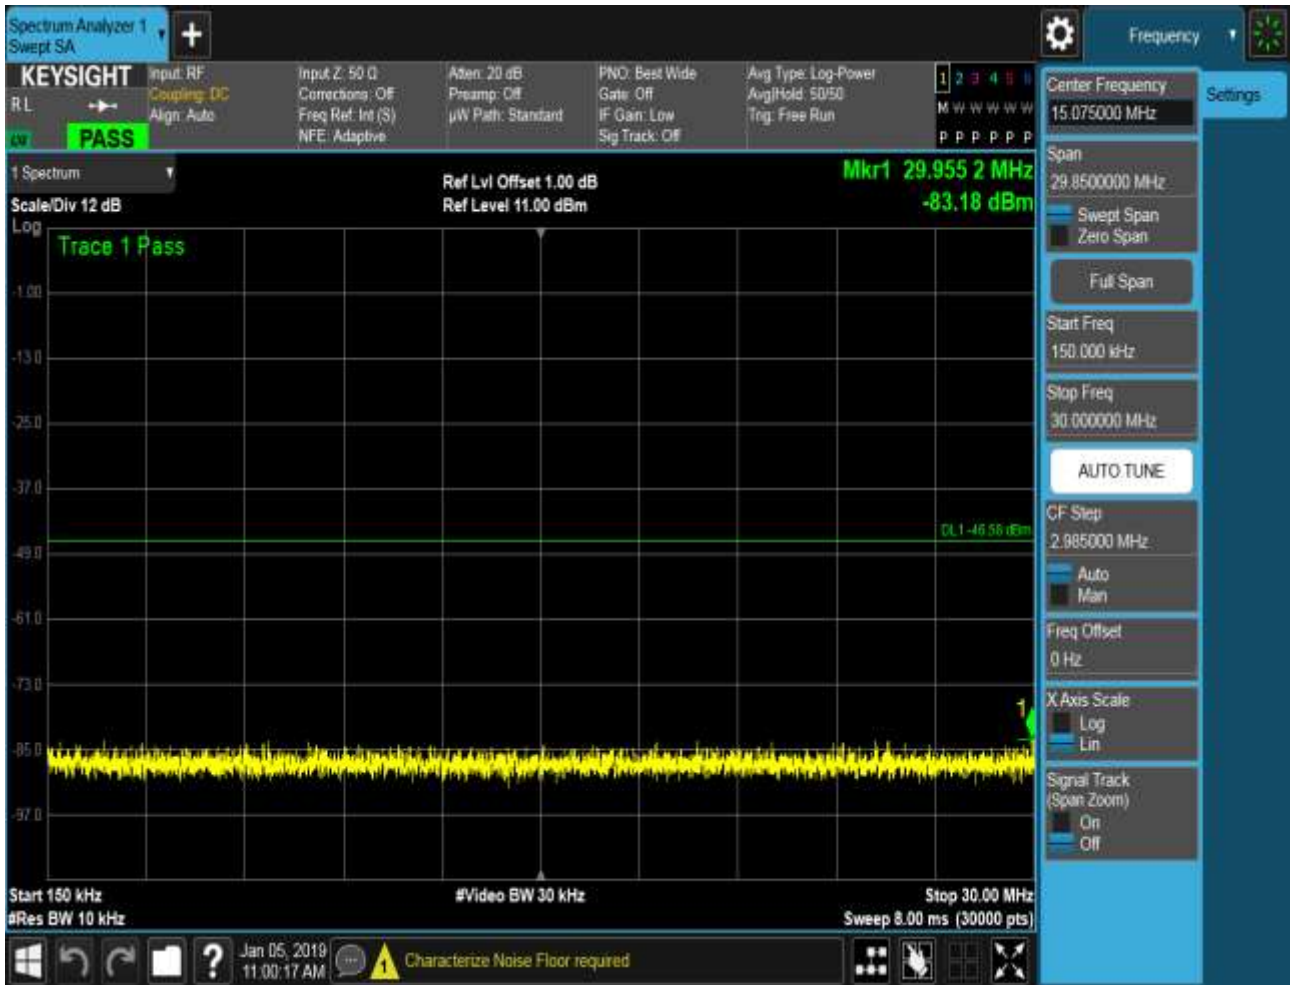 Spectrum Analyzer 1
Swept SA
+
Frequency
KEYSIGHT
R L
PASS
Input: RF
Coupling: DC
Align: Auto
Input Z: 50 Ω
Corrections: Off
Freq Ref: Int (S)
NFE: Adaptive
Atten: 20 dB
Preamp: Off
µW Path: Standard
PNO: Best Wide
Gate: Off
IF Gain: Low
Sig Track: Off
Avg Type: Log-Power
Avg|Hold: 50/50
Trig: Free Run
1 2 3 4 5 6
M W W W W W
P P P P P P
1 Spectrum
Scale/Div 12 dB
Log
Ref Lvl Offset 1.00 dB
Ref Level 11.00 dBm
Mkr1 29.955 2 MHz
-83.18 dBm
Trace 1 Pass
-1.00
-13.0
-25.0
-37.0
DL1 -46.58 dBm
-49.0
-61.0
-73.0
1
-85.0
-97.0
Start 150 kHz
#Res BW 10 kHz
#Video BW 30 kHz
Stop 30.00 MHz
Sweep 8.00 ms (30000 pts)
Center Frequency
15.075000 MHz
Settings
Span
29.8500000 MHz
Swept Span
Zero Span
Full Span
Start Freq
150.000 kHz
Stop Freq
30.000000 MHz
AUTO TUNE
CF Step
2.985000 MHz
Auto
Man
Freq Offset
0 Hz
X Axis Scale
Log
Lin
Signal Track
(Span Zoom)
On
Off
?
Jan 05, 2019
11:00:17 AM
1
Characterize Noise Floor required